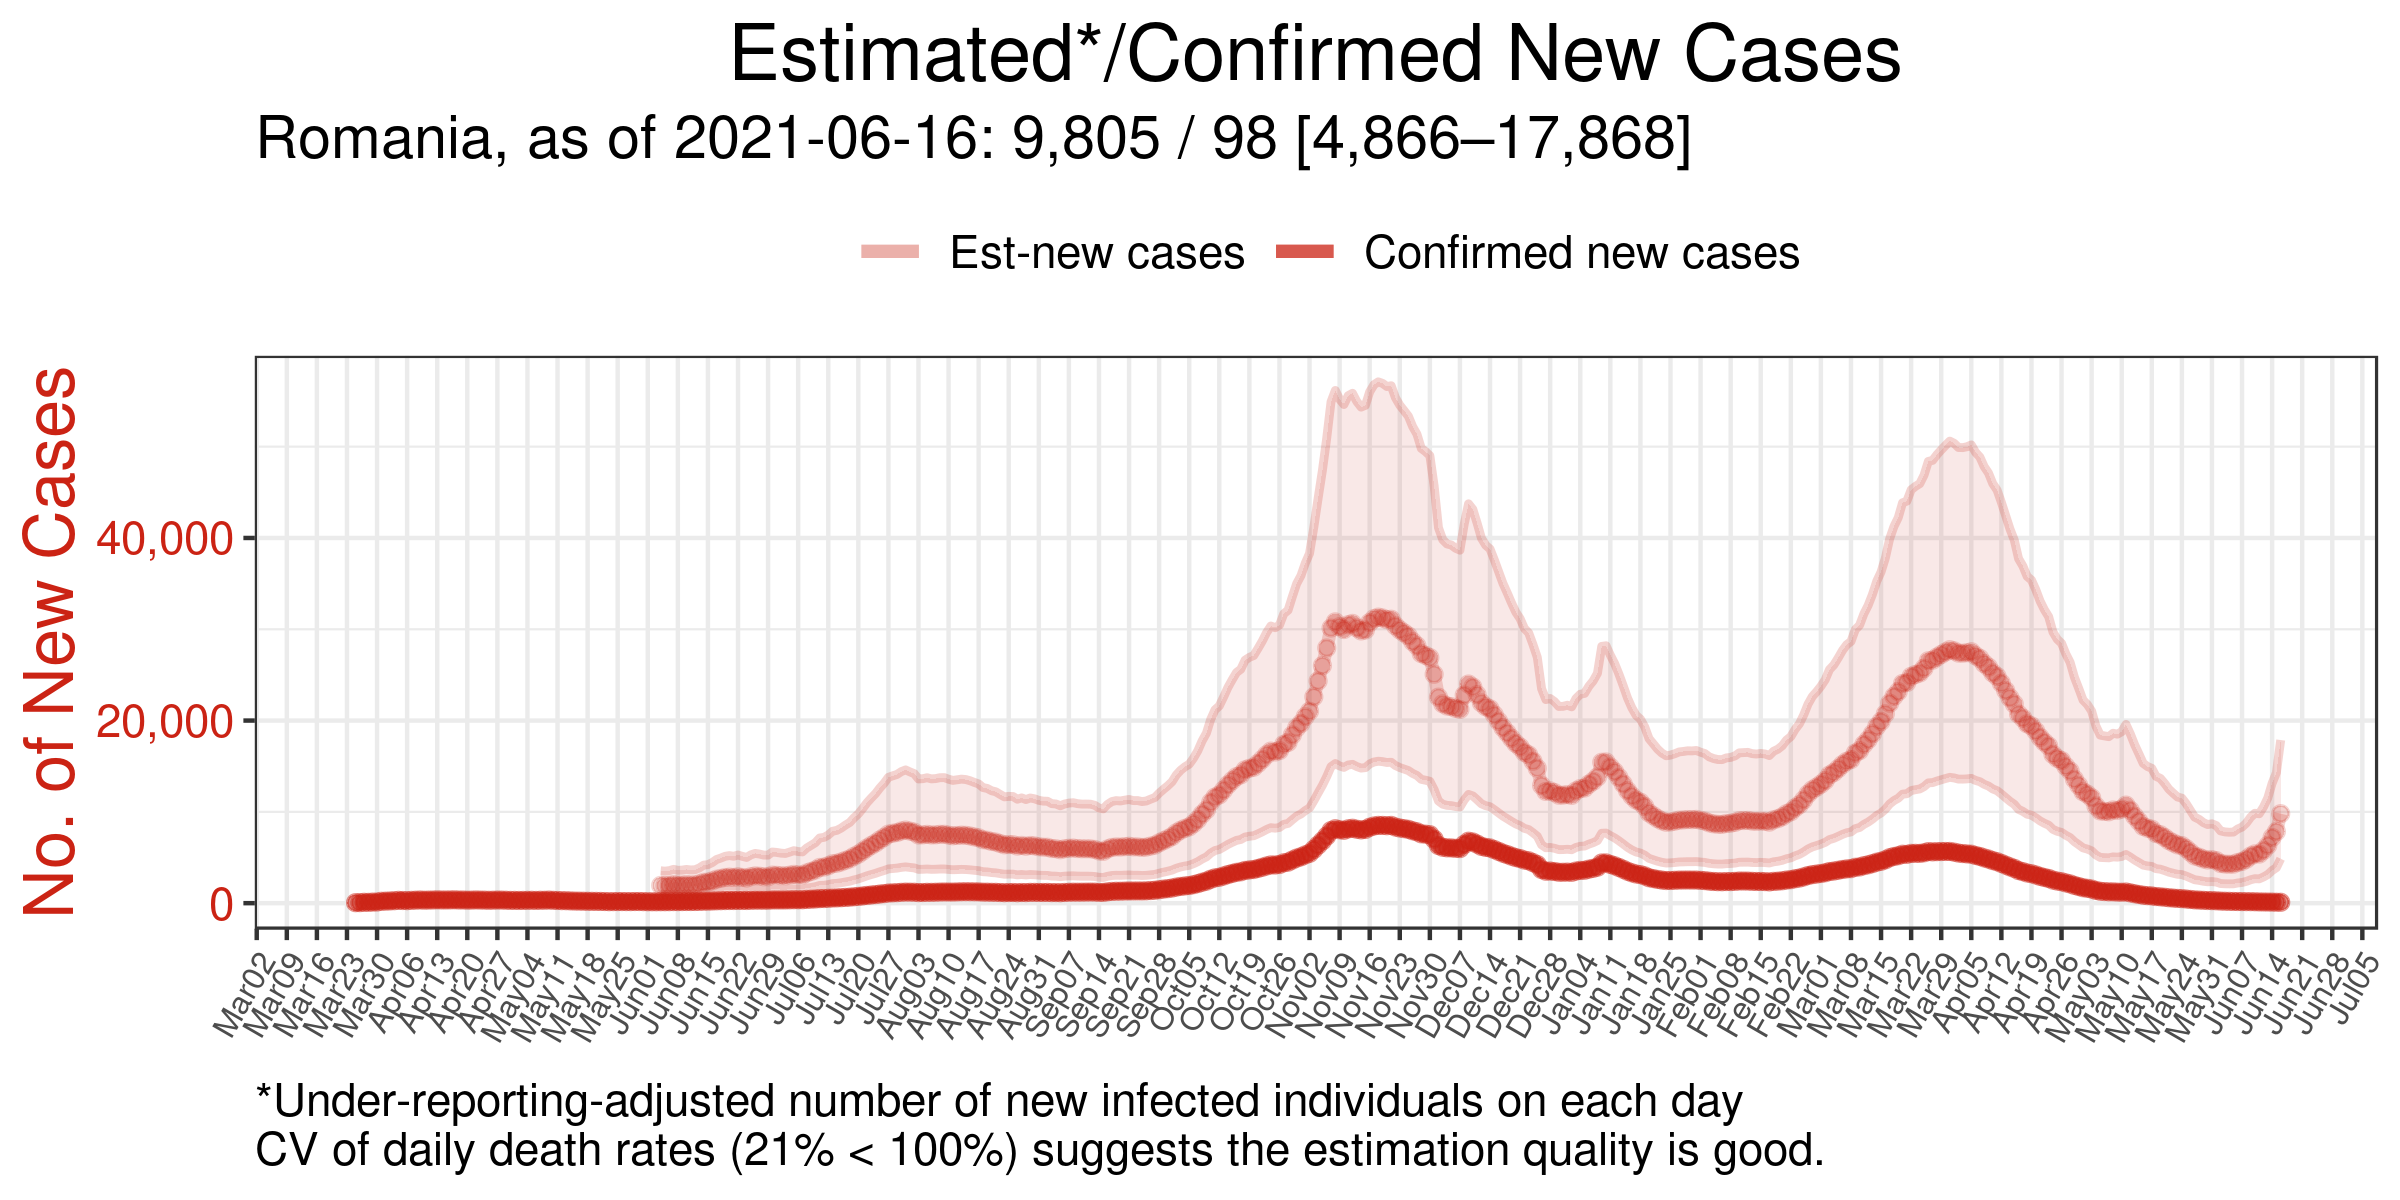 Estimated*/Confirmed New Cases
Romania, as of 2021-06-16: 9,805 / 98 [4,866–17,868]
Est-new cases
Confirmed new cases
No. of New Cases
40,000
20,000
0
Mar02
Mar09
Mar16
Mar23
Mar30
Apr06
Apr13
Apr20
Apr27
May04
May11
May18
May25
Jun01
Jun08
Jun15
Jun22
Jun29
Jul06
Jul13
Jul20
Jul27
Aug03
Aug10
Aug17
Aug24
Aug31
Sep07
Sep14
Sep21
Sep28
Oct05
Oct12
Oct19
Oct26
Nov02
Nov09
Nov16
Nov23
Nov30
Dec07
Dec14
Dec21
Dec28
Jan04
Jan11
Jan18
Jan25
Feb01
Feb08
Feb15
Feb22
Mar01
Mar08
Mar15
Mar22
Mar29
Apr05
Apr12
Apr19
Apr26
May03
May10
May17
May24
May31
Jun07
Jun14
Jun21
Jun28
Jul05
*Under-reporting-adjusted number of new infected individuals on each day
CV of daily death rates (21% < 100%) suggests the estimation quality is good.